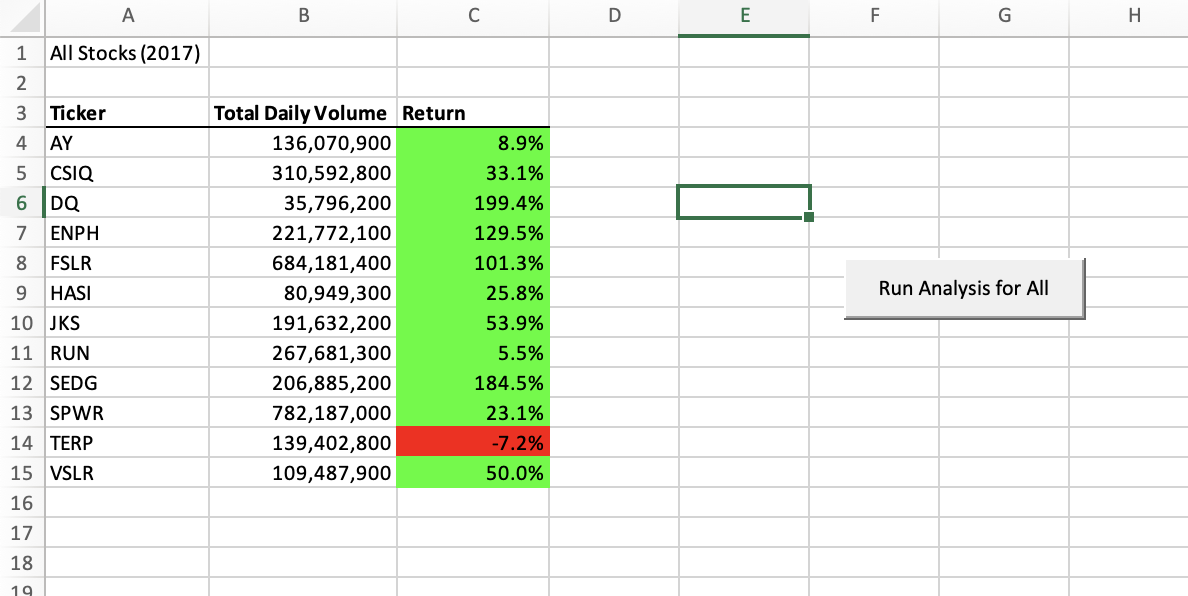 A B C D E F G H
1 All Stocks (2017)
2
3 Ticker Total Daily Volume Return
4 AY 136,070,900 8.9%
5 CSIQ 310,592,800 33.1%
6 DQ 35,796,200 199.4%
7 ENPH 221,772,100 129.5%
8 FSLR 684,181,400 101.3%
9 HASI 80,949,300 25.8%
Run Analysis for All
10 JKS 191,632,200 53.9%
11 RUN 267,681,300 5.5%
12 SEDG 206,885,200 184.5%
13 SPWR 782,187,000 23.1%
14 TERP 139,402,800 -7.2%
15 VSLR 109,487,900 50.0%
16
17
18
19